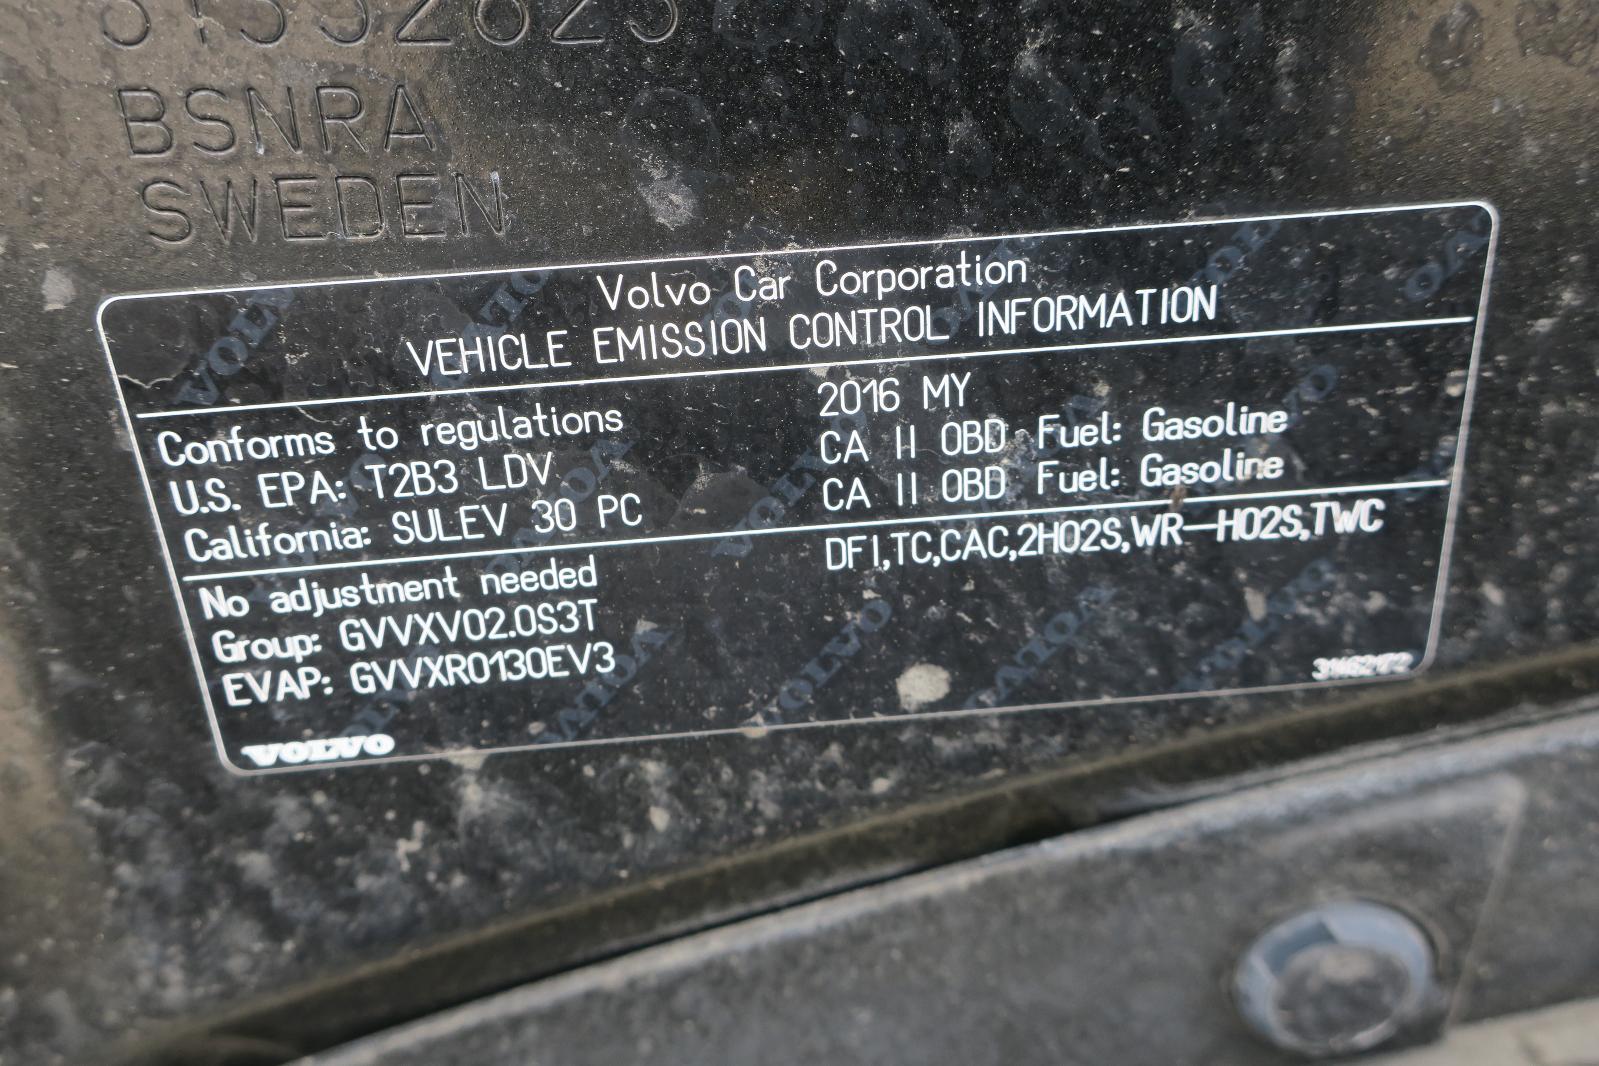 BSNRA
SWEDEN
Volvo Car Corporation
VEHICLE EMISSION CONTROL INFORMATION
Conforms to regulations 2016 MY
U.S. EPA: T2B3 LDV CA II OBD Fuel: Gasoline
California: SULEV 30 PC CA II OBD Fuel: Gasoline
No adjustment needed DFI,TC,CAC,2HO2S,WR-HO2S,TWC
Group: GVVXV02.0S3T
EVAP: GVVXR0130EV3
VOLVO